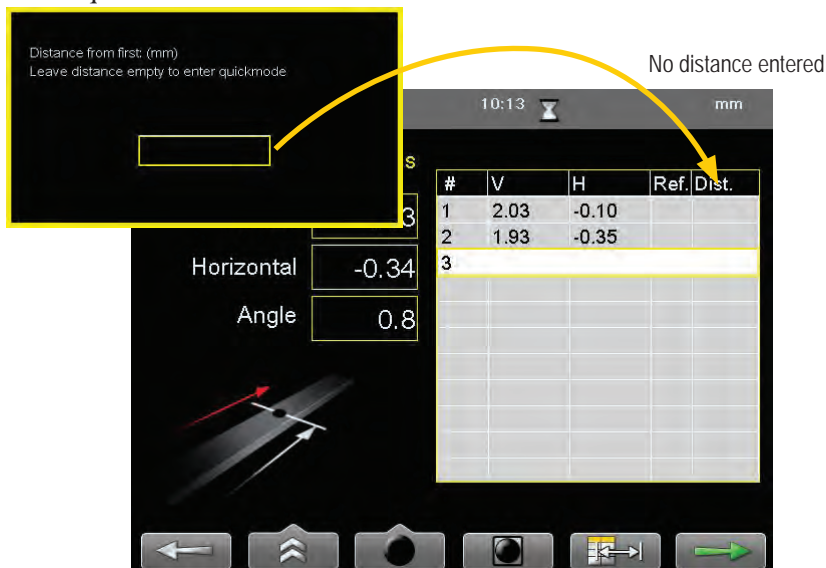 Distance from first: (mm)
Leave distance empty to enter quickmode
No distance entered
10:13 mm
s
# V H Ref. Dist.
3
1 2.03 -0.10
2 1.93 -0.35
3
Horizontal -0.34
Angle 0.8